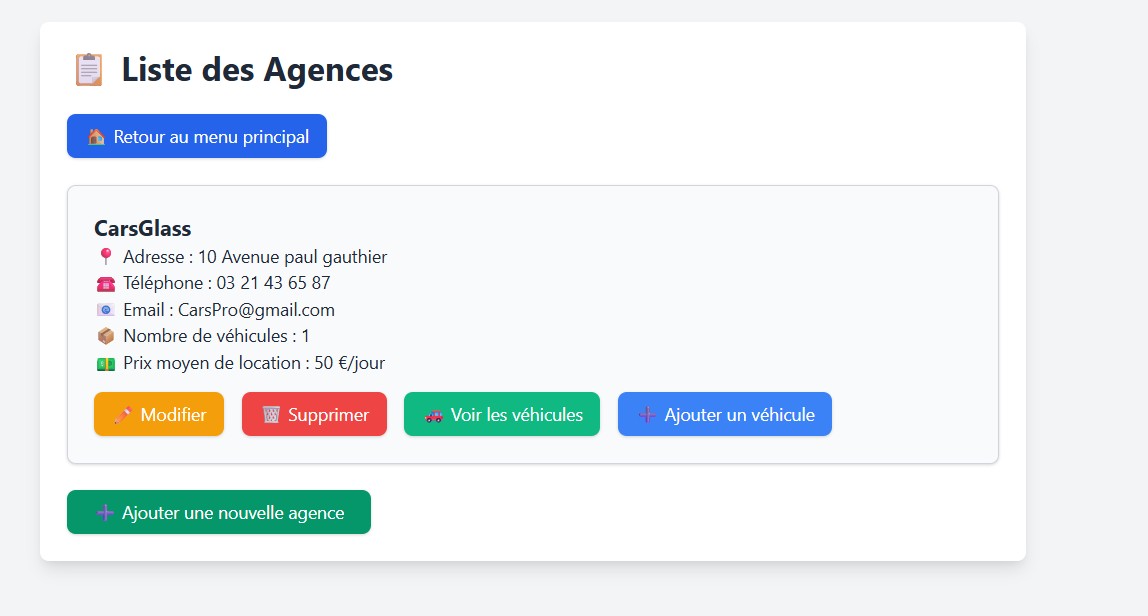 Liste des Agences
Retour au menu principal
CarsGlass
Adresse : 10 Avenue paul gauthier
Téléphone : 03 21 43 65 87
Email : CarsPro@gmail.com
Nombre de véhicules : 1
Prix moyen de location : 50 €/jour
Modifier
Supprimer
Voir les véhicules
Ajouter un véhicule
Ajouter une nouvelle agence